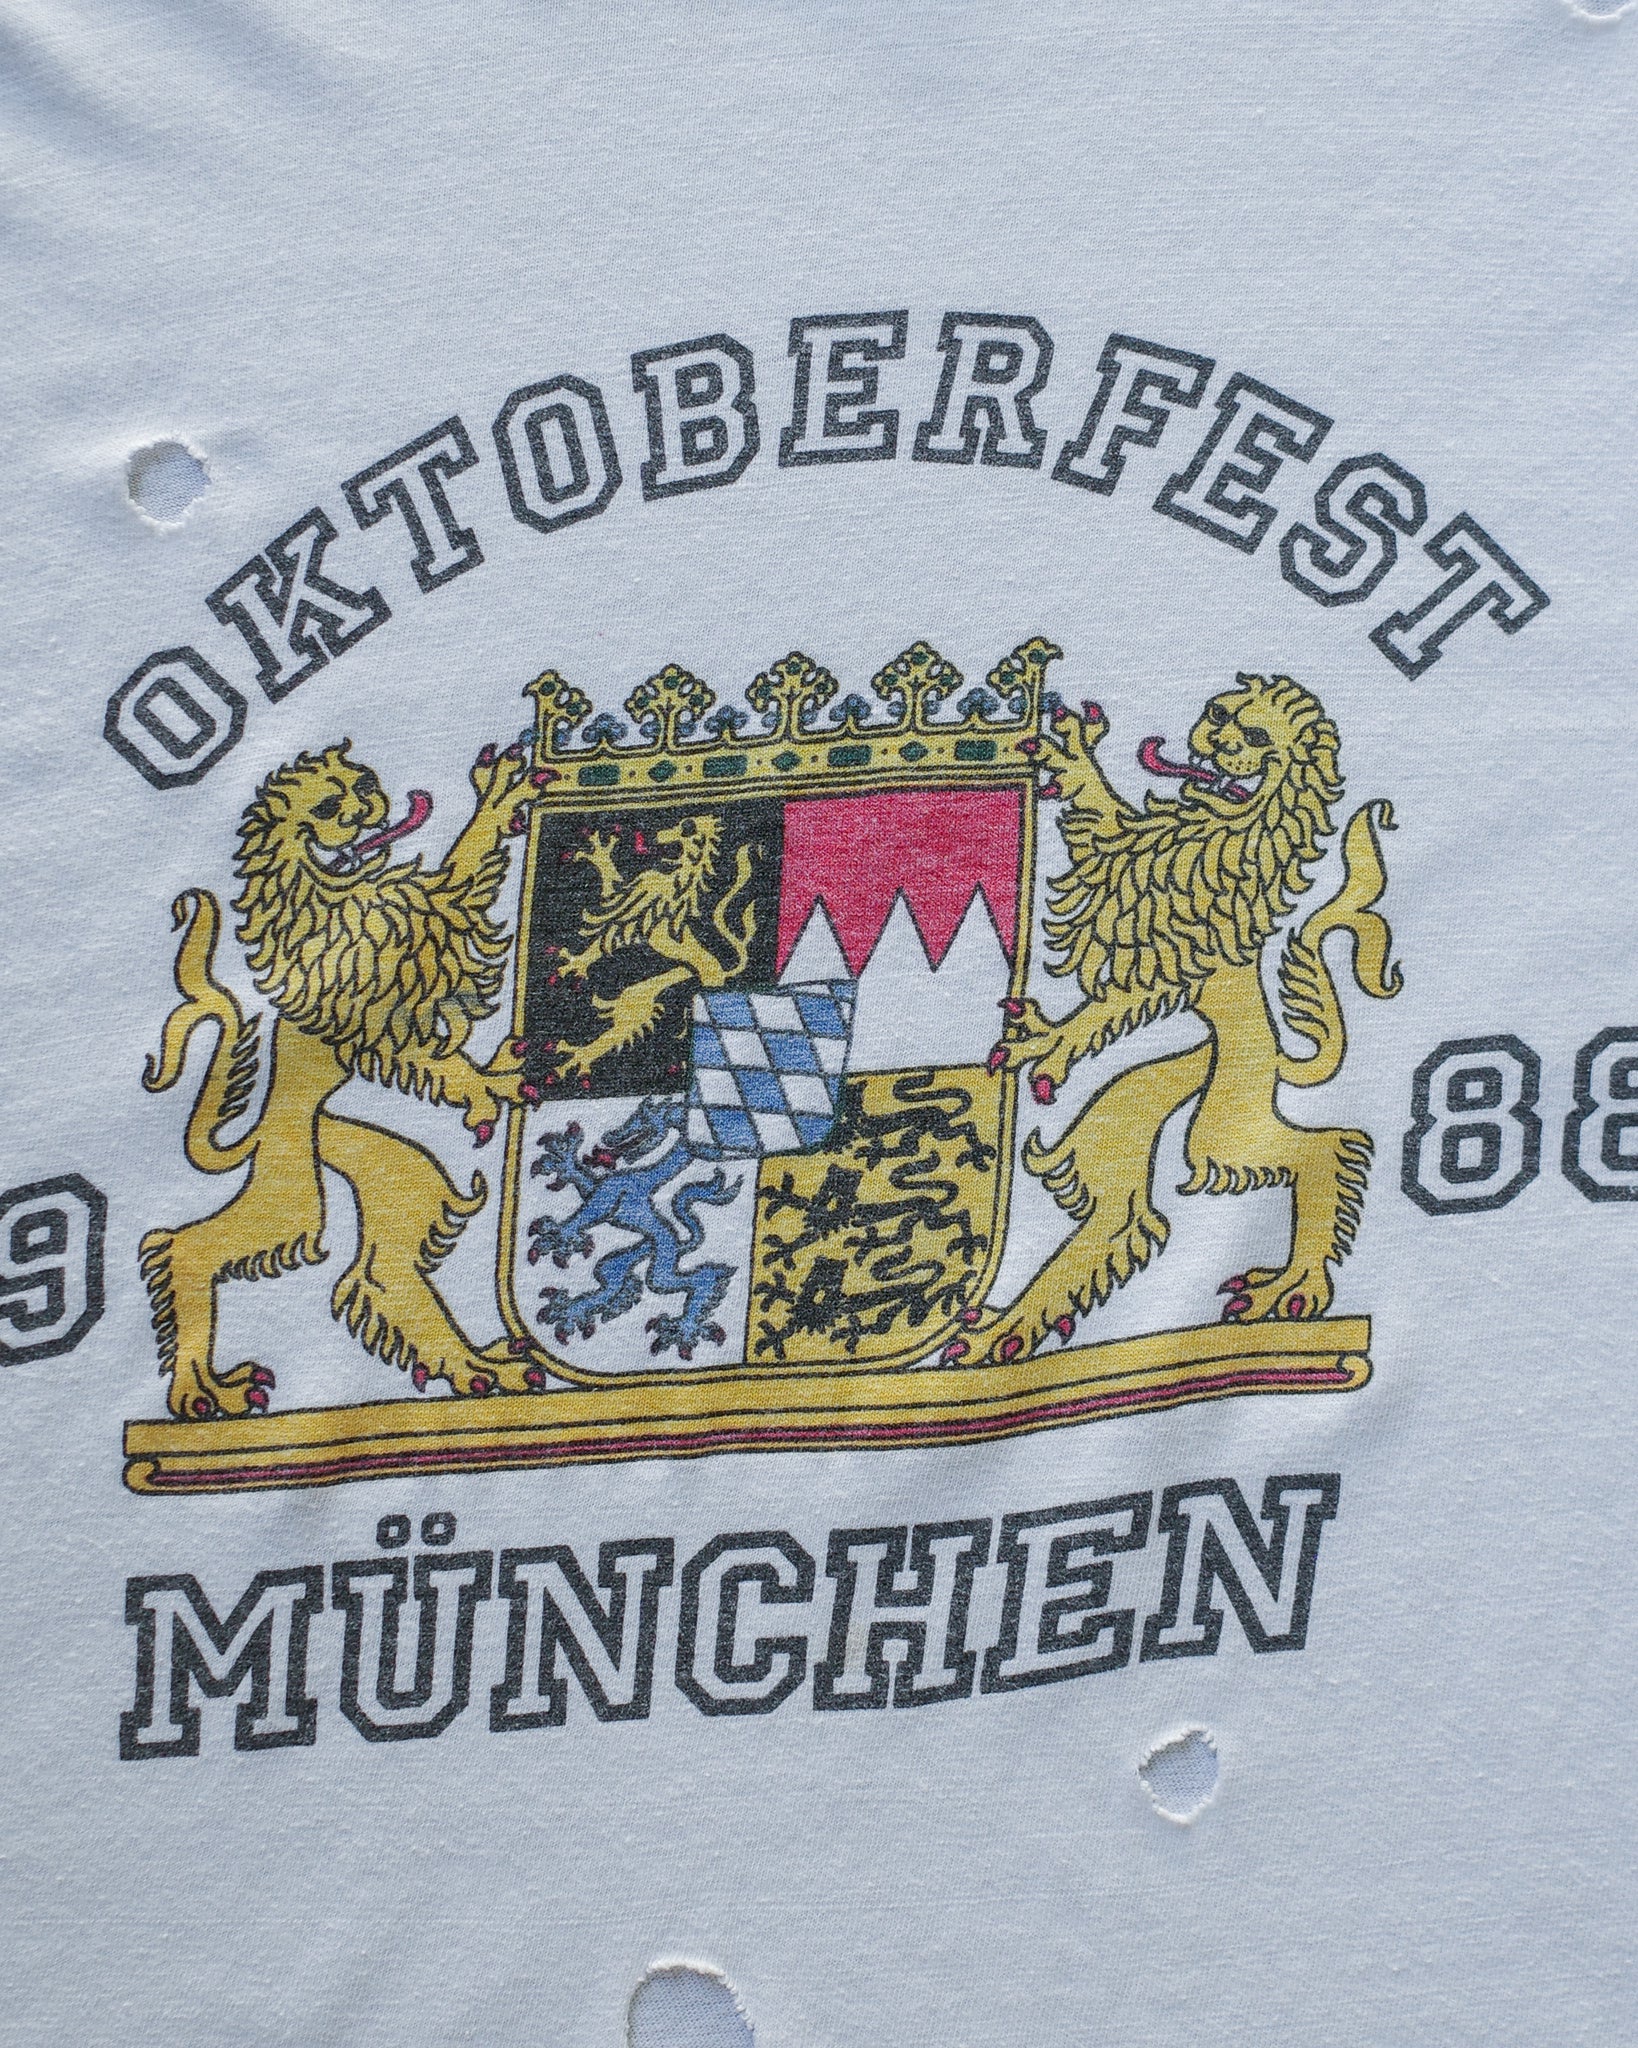 OKTOBERFEST
9 88
MÜNCHEN